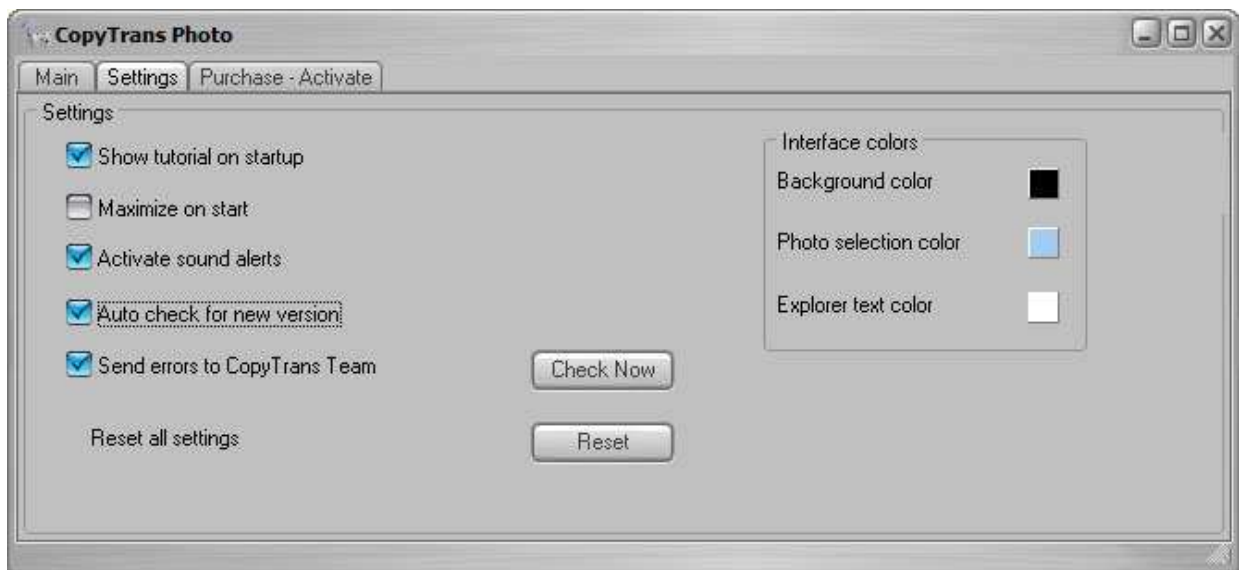 CopyTrans Photo
Main Settings Purchase - Activate
Settings
Show tutorial on startup
Maximize on start
Activate sound alerts
Auto check for new version
Send errors to CopyTrans Team
Check Now
Reset all settings
Reset
Interface colors
Background color
Photo selection color
Explorer text color